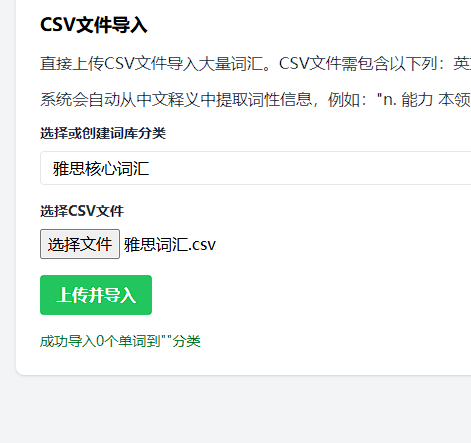 CSV文件导入
直接上传CSV文件导入大量词汇。CSV文件需包含以下列：英
系统会自动从中文释义中提取词性信息，例如："n. 能力 本领
选择或创建词库分类
雅思核心词汇
选择CSV文件
选择文件 雅思词汇.csv
上传并导入
成功导入0个单词到""分类